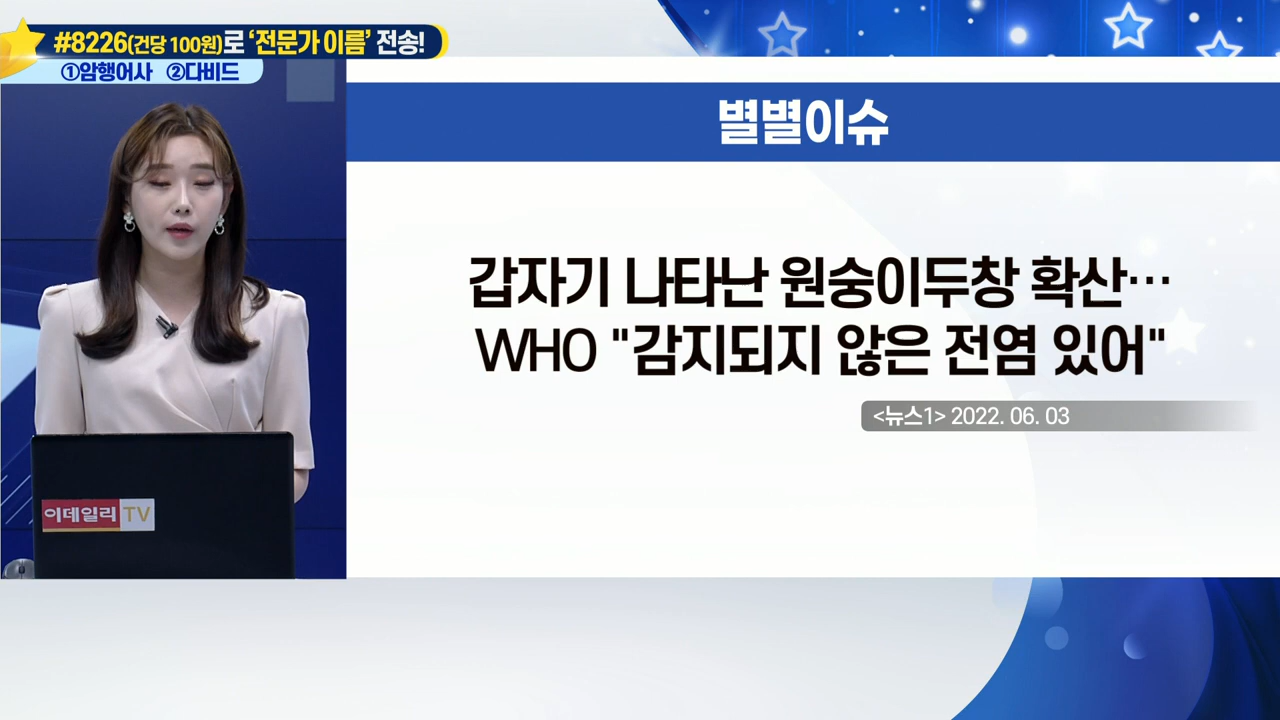 #8226(건당 100원)로 '전문가 이름' 전송!
①암행어사 ②다비드
별별이슈
갑자기 나타난 원숭이두창 확산…
WHO "감지되지 않은 전염 있어"
<뉴스1> 2022. 06. 03
이데일리 TV